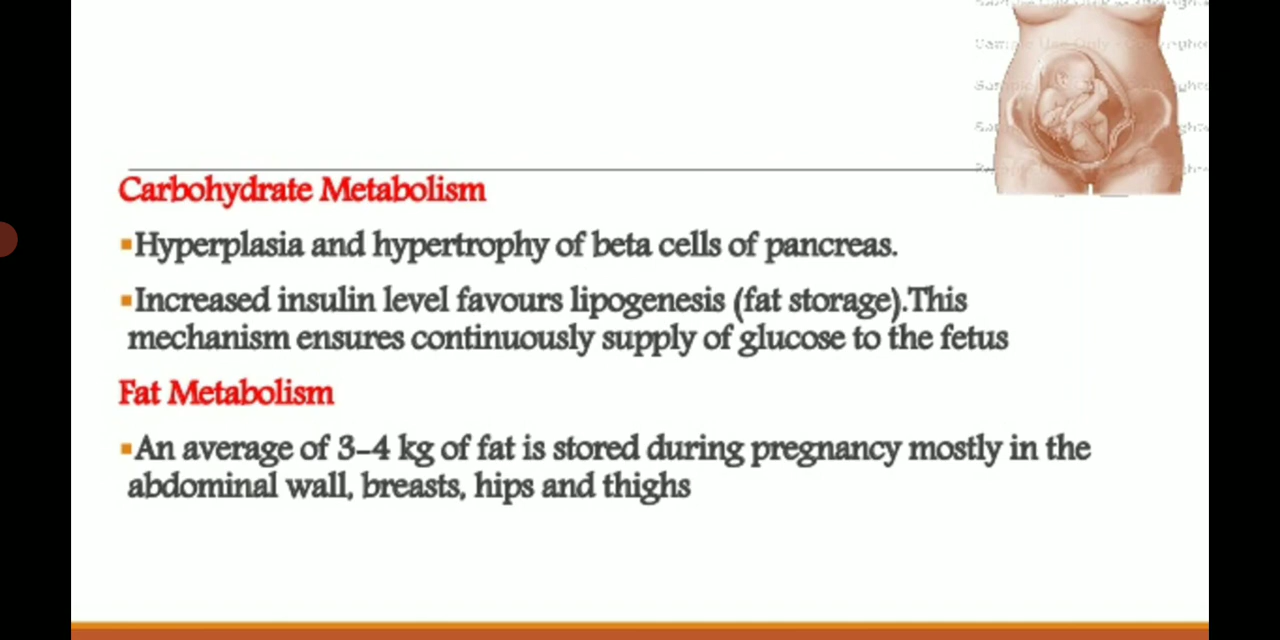 Carbohydrate Metabolism
▪Hyperplasia and hypertrophy of beta cells of pancreas.
▪Increased insulin level favours lipogenesis (fat storage).This
mechanism ensures continuously supply of glucose to the fetus
Fat Metabolism
▪An average of 3–4 kg of fat is stored during pregnancy mostly in the
abdominal wall, breasts, hips and thighs